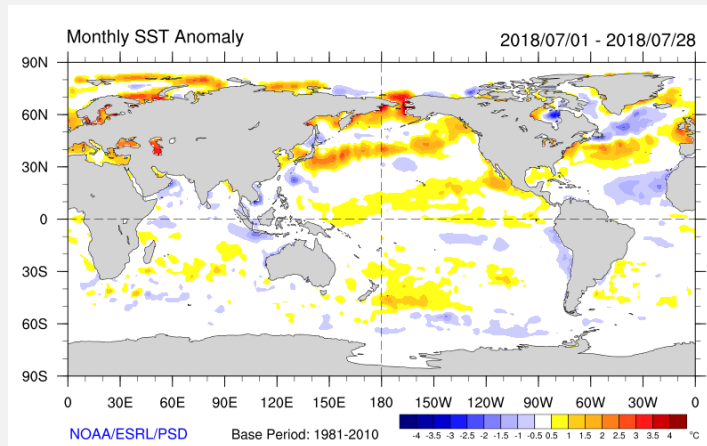 Monthly SST Anomaly 2018/07/01 - 2018/07/28
90N
60N
30N
0
30S
60S
90S
0 30E 60E 90E 120E 150E 180 150W 120W 90W 60W 30W 0
NOAA/ESRL/PSD Base Period: 1981-2010
-4 -3.5 -3 -2.5 -2 -1.5 -1 -0.5 0.5 1 1.5 2 2.5 3 3.5 4 °C